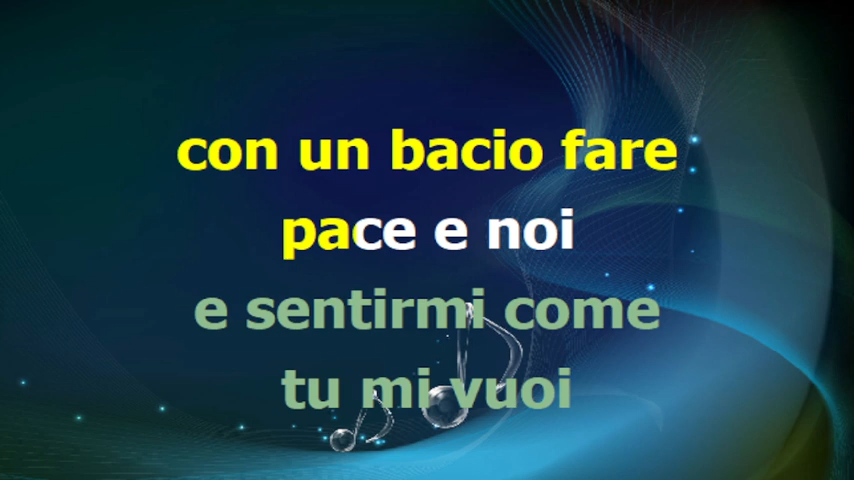 con un bacio fare
pace e noi
e sentirmi come
tu mi vuoi